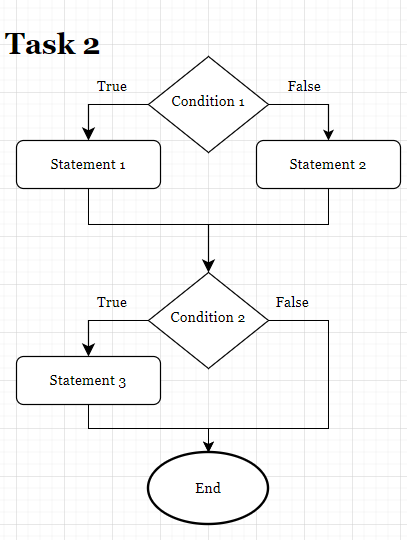 Task 2
True
False
Condition 1
Statement 1
Statement 2
True
False
Condition 2
Statement 3
End